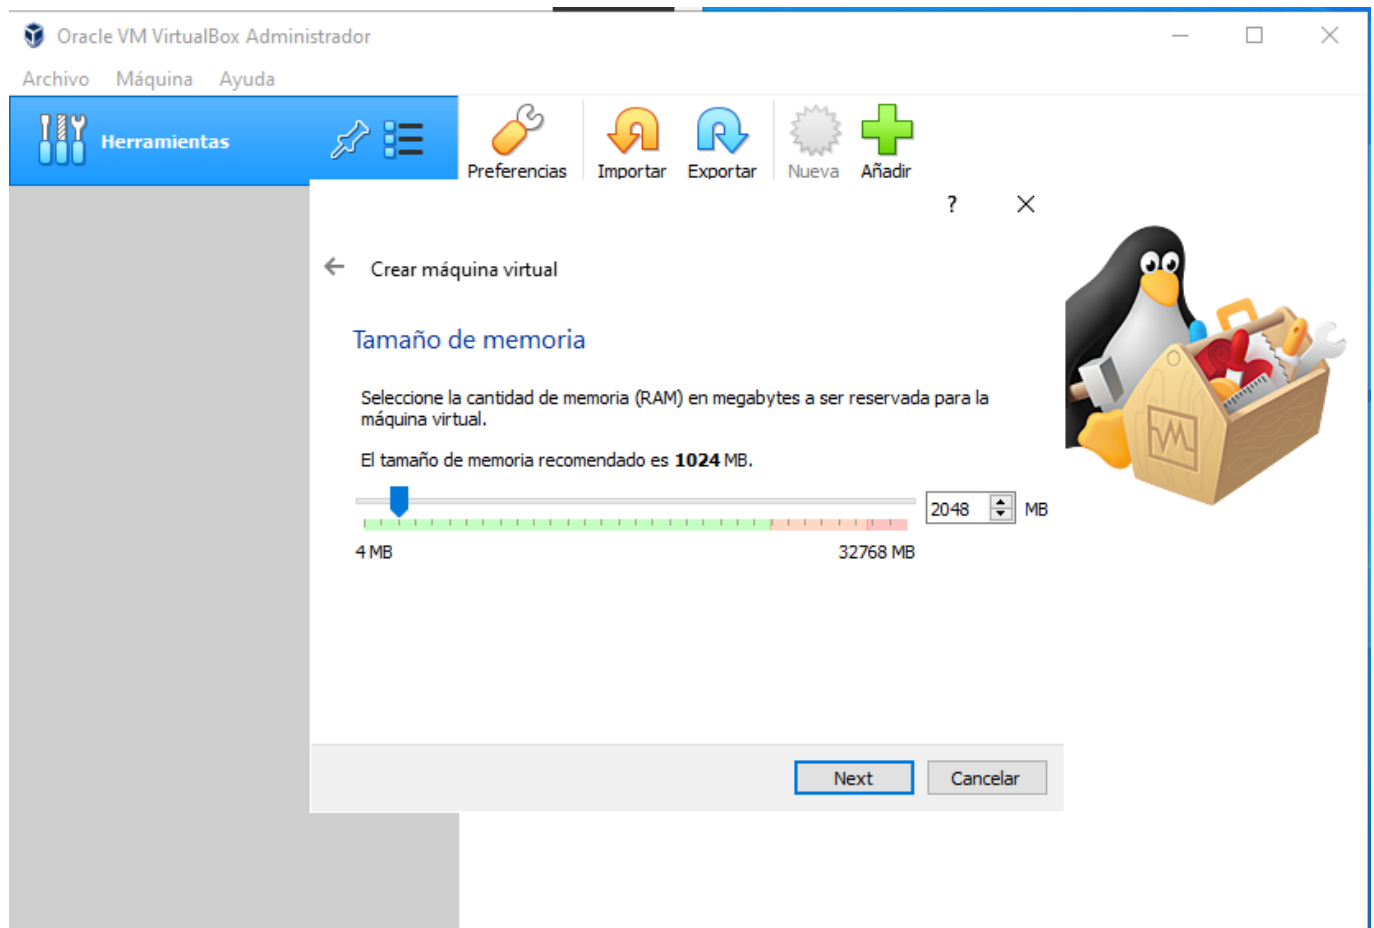 Oracle VM VirtualBox Administrador
Archivo Máquina Ayuda
Herramientas
Preferencias Importar Exportar Nueva Añadir
?
Crear máquina virtual
Tamaño de memoria
Seleccione la cantidad de memoria (RAM) en megabytes a ser reservada para la
máquina virtual.
El tamaño de memoria recomendado es 1024 MB.
2048 MB
4 MB 32768 MB
Next Cancelar